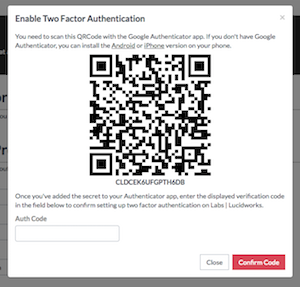 Enable Two Factor Authentication
×
You need to scan this QRCode with the Google Authenticator app. If you don't have Google
Authenticator, you can install the Android or iPhone version on your phone.
CLDCEK6UFGPTH6DB
Once you've added the secret to your Authenticator app, enter the displayed verification code
in the field below to confirm setting up two factor authentication on Labs | Lucidworks.
Auth Code
Close
Confirm Code